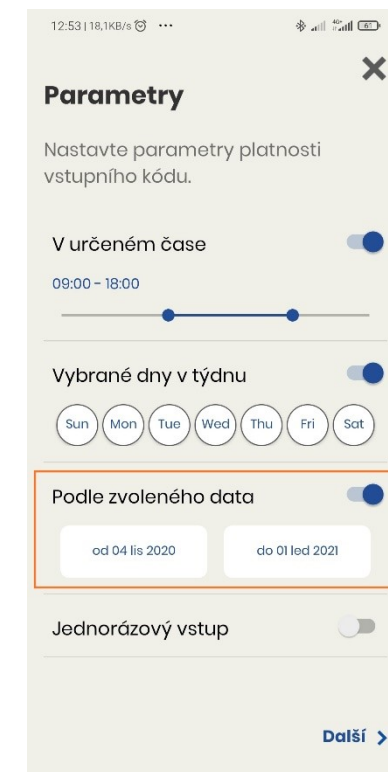 12:53 | 18,1KB/s
Parametry
Nastavte parametry platnosti
vstupního kódu.
V určeném čase
09:00 - 18:00
Vybrané dny v týdnu
Sun Mon Tue Wed Thu Fri Sat
Podle zvoleného data
od 04 lis 2020 do 01 led 2021
Jednorázový vstup
Další